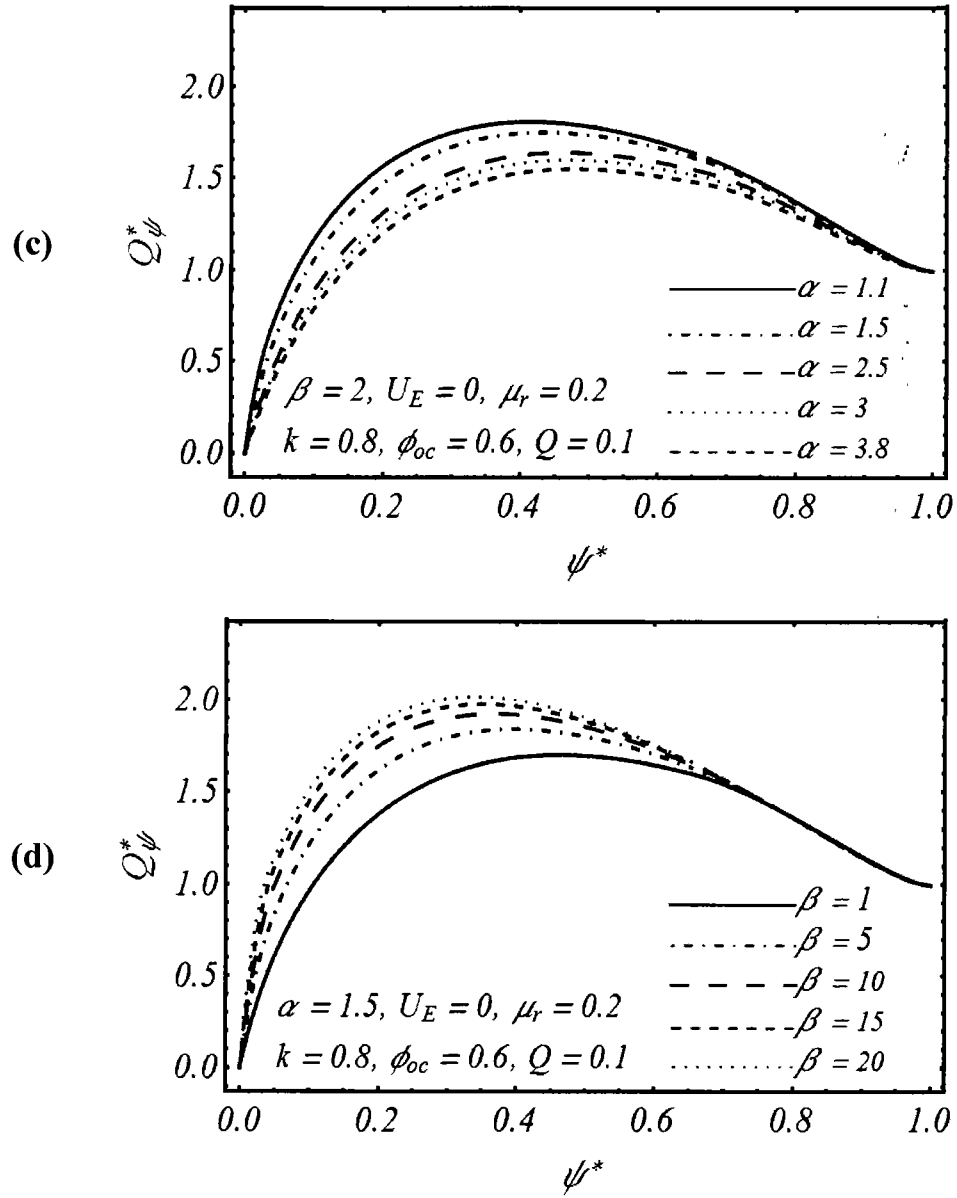 (c)
Q*ψ
2.0
1.5
1.0
0.5
0.0
α = 1.1
α = 1.5
α = 2.5
α = 3
α = 3.8
β = 2, U_E = 0, μ_r = 0.2
k = 0.8, ϕ_oc = 0.6, Q = 0.1
0.0 0.2 0.4 0.6 0.8 1.0
ψ*
(d)
Q*ψ
2.0
1.5
1.0
0.5
0.0
β = 1
β = 5
β = 10
β = 15
β = 20
α = 1.5, U_E = 0, μ_r = 0.2
k = 0.8, ϕ_oc = 0.6, Q = 0.1
0.0 0.2 0.4 0.6 0.8 1.0
ψ*